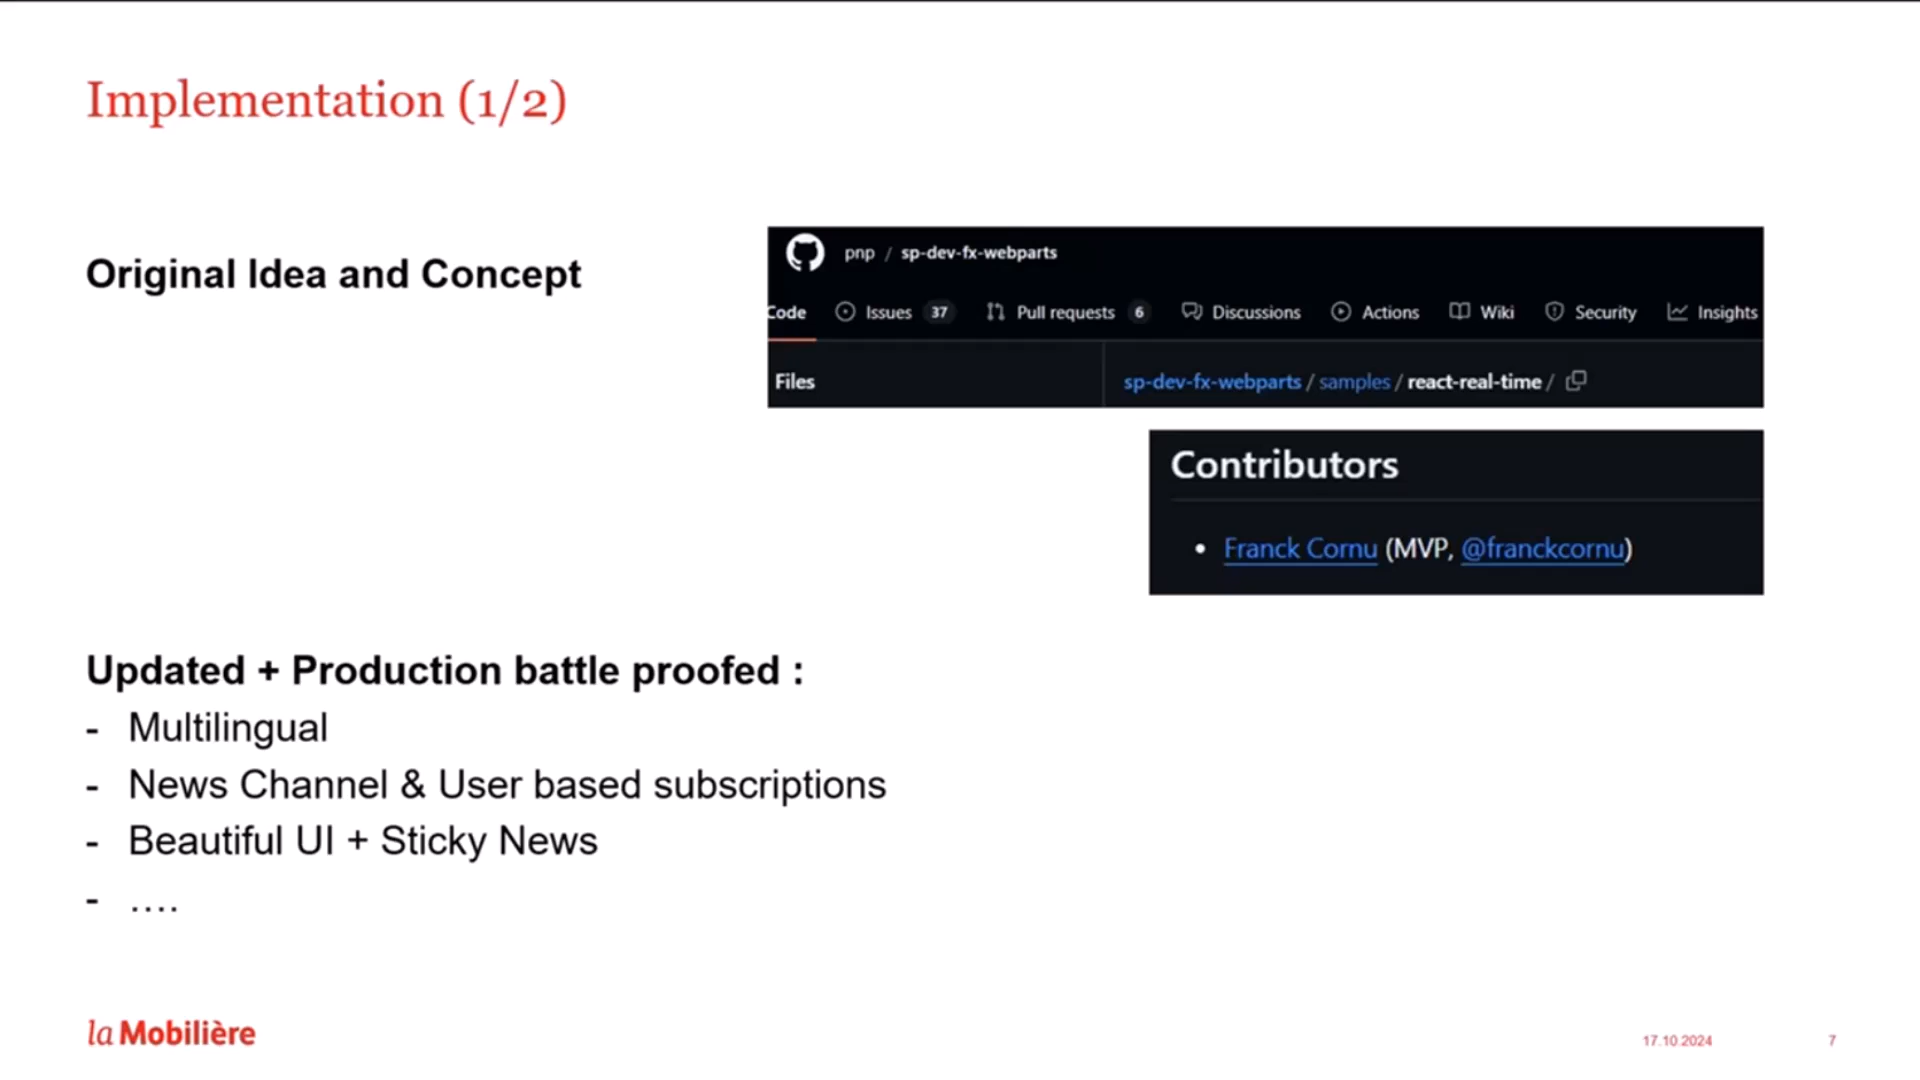 Implementation (1/2)
Original Idea and Concept
pnp / sp-dev-fx-webparts
Code Issues 37 Pull requests 6 Discussions Actions Wiki Security Insights
Files sp-dev-fx-webparts / samples / react-real-time /
Contributors
• Franck Cornu (MVP, @franckcornu)
Updated + Production battle proofed :
- Multilingual
- News Channel & User based subscriptions
- Beautiful UI + Sticky News
- ....
la Mobilière
17.10.2024 7